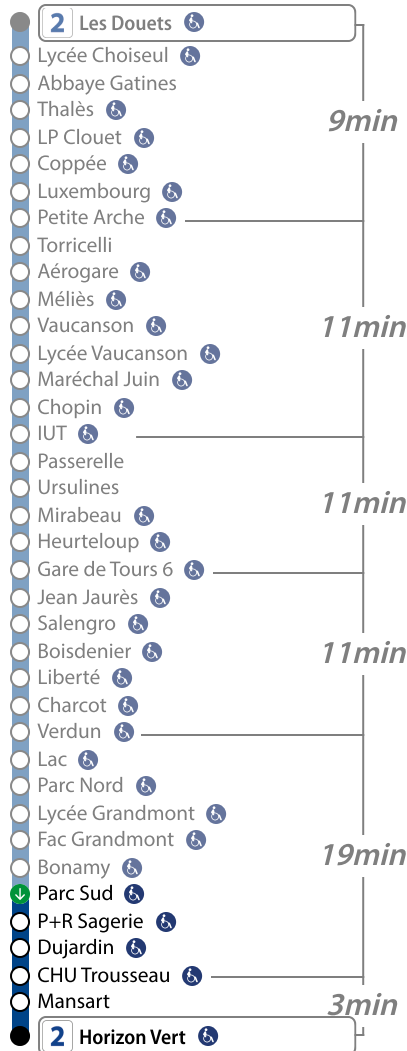 2 Les Douets
Lycée Choiseul
Abbaye Gatines
Thalès
LP Clouet
9min
Coppée
Luxembourg
Petite Arche
Torricelli
Aérogare
Méliès
Vaucanson
11min
Lycée Vaucanson
Maréchal Juin
Chopin
IUT
Passerelle
Ursulines
11min
Mirabeau
Heurteloup
Gare de Tours 6
Jean Jaurès
Salengro
Boisdenier
11min
Liberté
Charcot
Verdun
Lac
Parc Nord
Lycée Grandmont
Fac Grandmont
19min
Bonamy
Parc Sud
P+R Sagerie
Dujardin
CHU Trousseau
Mansart
3min
2 Horizon Vert